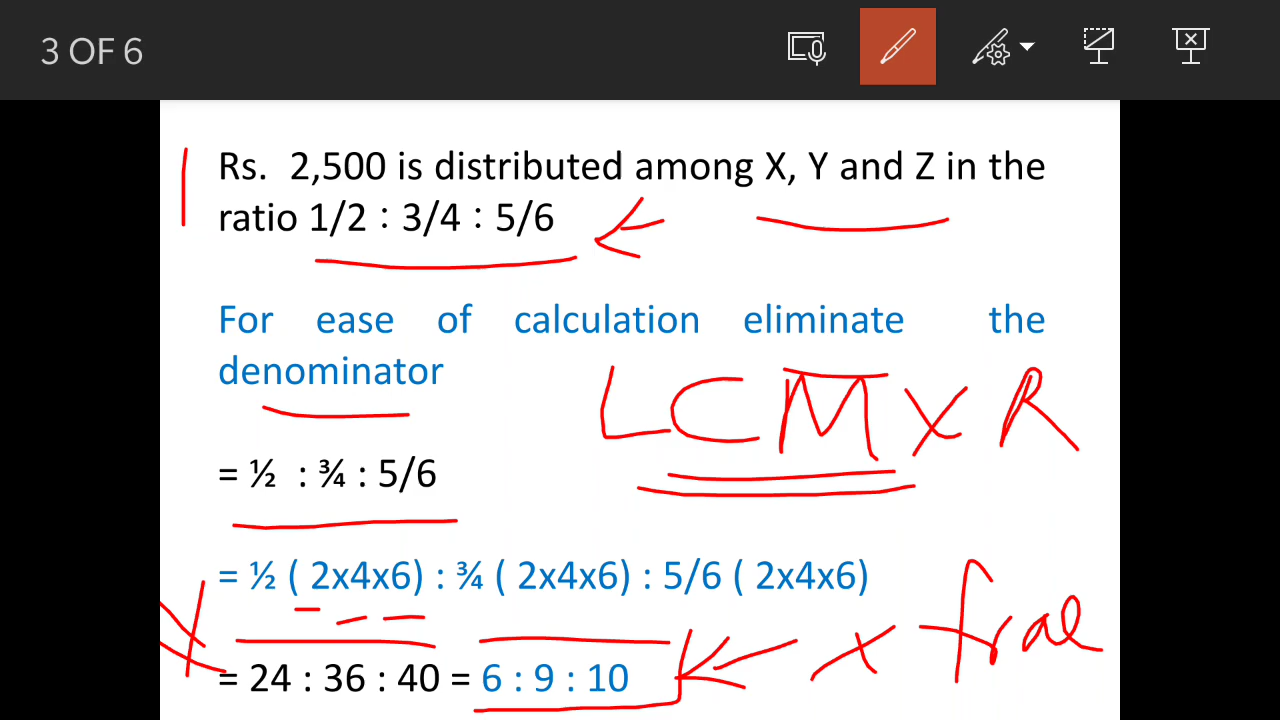 3 OF 6
Rs. 2,500 is distributed among X, Y and Z in the
ratio 1/2 : 3/4 : 5/6
For ease of calculation eliminate the
denominator
LCM x R
= ½ : ¾ : 5/6
= ½ ( 2x4x6) : ¾ ( 2x4x6) : 5/6 ( 2x4x6)
= 24 : 36 : 40 = 6 : 9 : 10